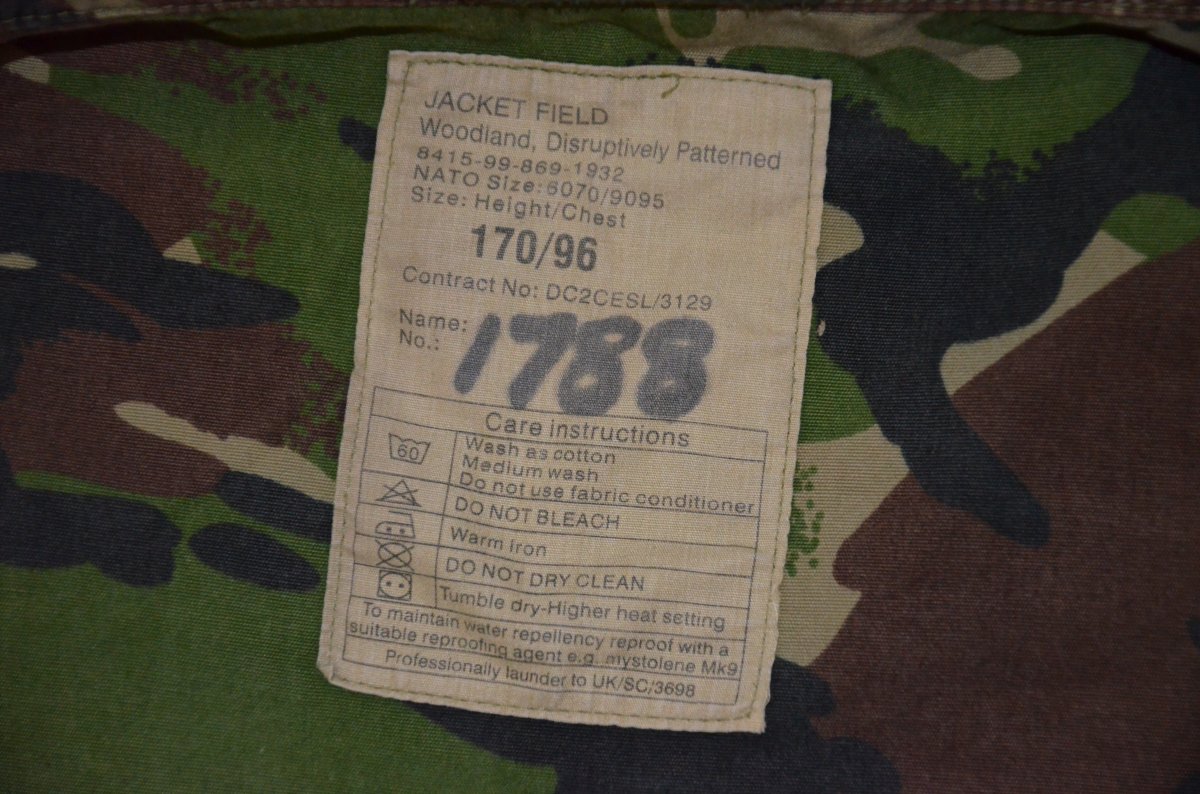 JACKET FIELD
Woodland, Disruptively Patterned
8415-99-869-1932
NATO Size:6070/9095
Size: Height/Chest
170/96
Contract No: DC2CESL/3129
Name:
No.:
1788
Care instructions
60
Wash as cotton
Medium wash
Do not use fabric conditioner
DO NOT BLEACH
Warm iron
DO NOT DRY CLEAN
Tumble dry-Higher heat setting
To maintain water repellency reproof with a
suitable reproofing agent e.g. mystolene Mk9
Professionally launder to UK/SC/3698